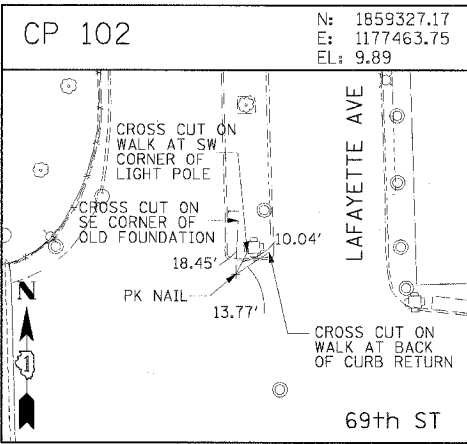 CP 102
N: 1859327.17
E: 1177463.75
EL: 9.89
CROSS CUT ON
WALK AT SW
CORNER OF
LIGHT POLE
LAFAYETTE AVE
CROSS CUT ON
SE CORNER OF
OLD FOUNDATION
10.04'
18.45'
PK NAIL
13.77'
N
1
CROSS CUT ON
WALK AT BACK
OF CURB RETURN
69th ST